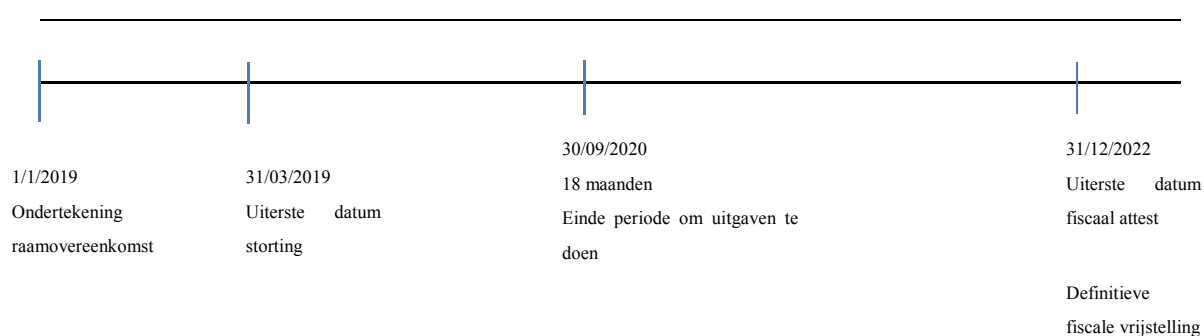 1/1/2019
Ondertekening
raamovereenkomst
31/03/2019
Uiterste datum
storting
30/09/2020
18 maanden
Einde periode om uitgaven te
doen
31/12/2022
Uiterste datum
fiscaal attest
Definitieve
fiscale vrijstelling